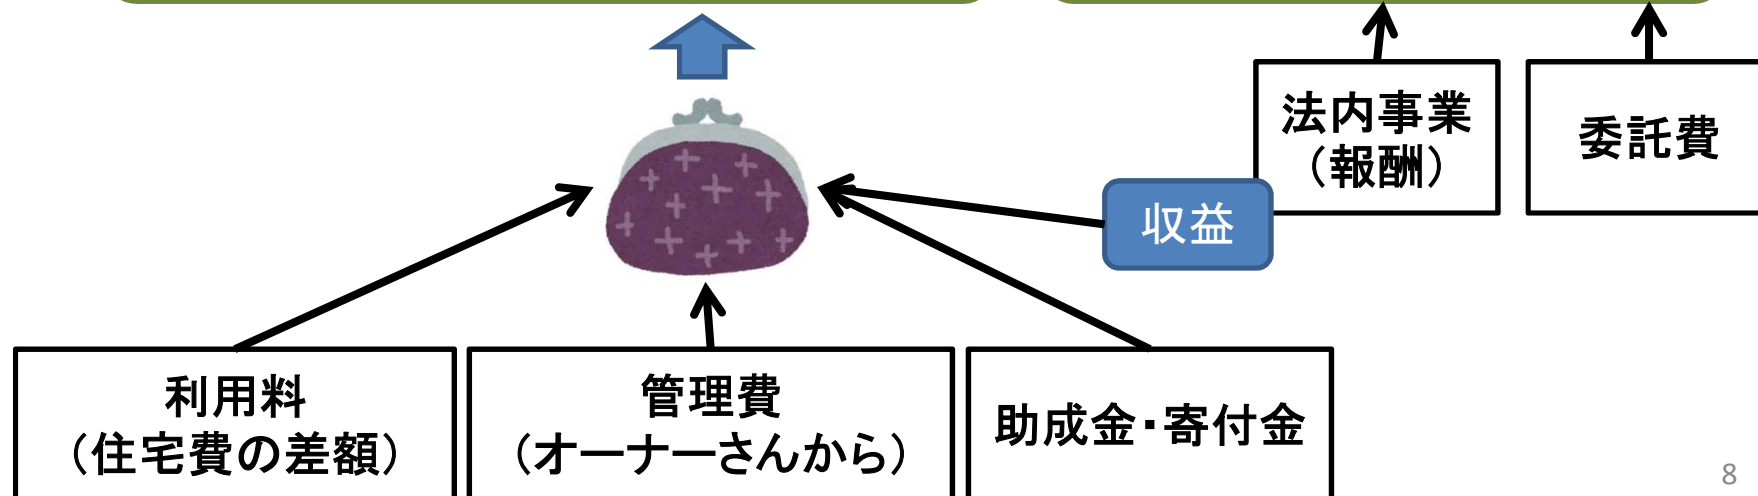 法内事業
（報酬）
委託費
収益
利用料
（住宅費の差額）
管理費
（オーナーさんから）
助成金・寄付金
8